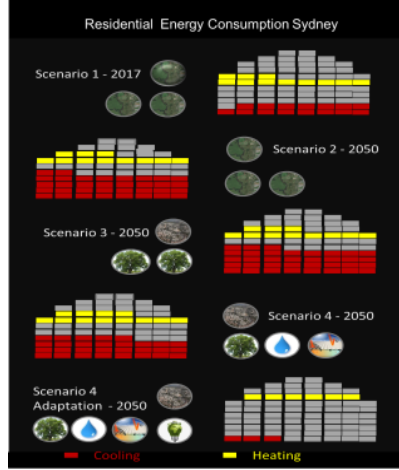 Residential Energy Consumption Sydney
Scenario 1 - 2017
Scenario 2 - 2050
Scenario 3 - 2050
Scenario 4 - 2050
Scenario 4
Adaptation - 2050
Cooling
Heating